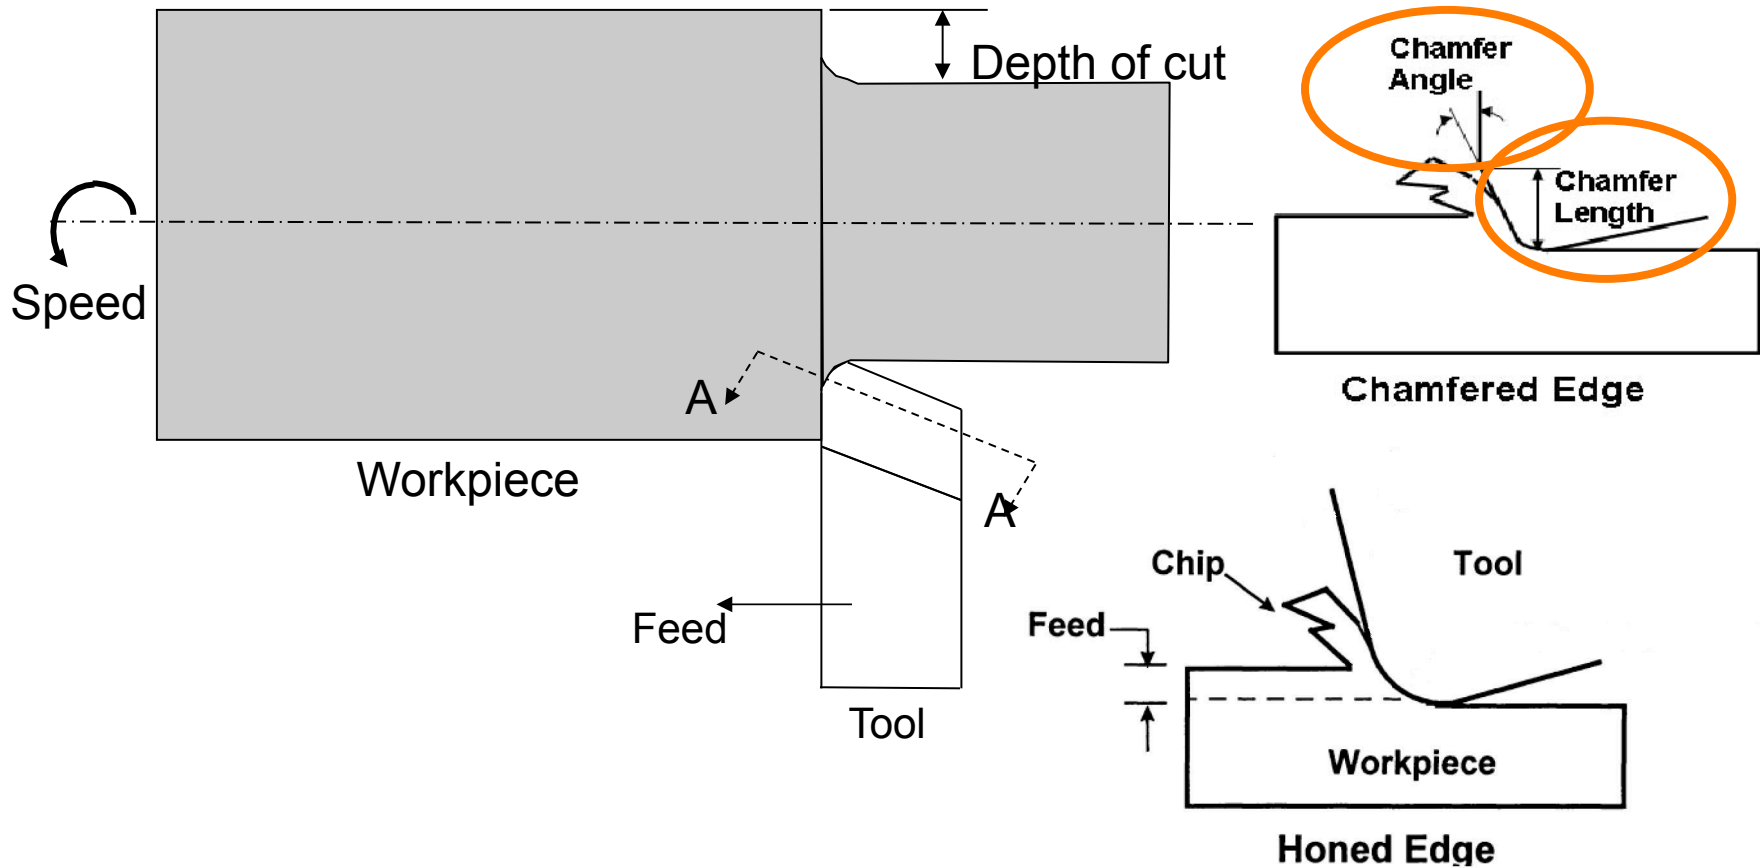 Depth of cut
Speed
A
A
Workpiece
Feed
Tool
Chamfer
Angle
Chamfer
Length
Chamfered Edge
Chip
Tool
Feed
Workpiece
Honed Edge